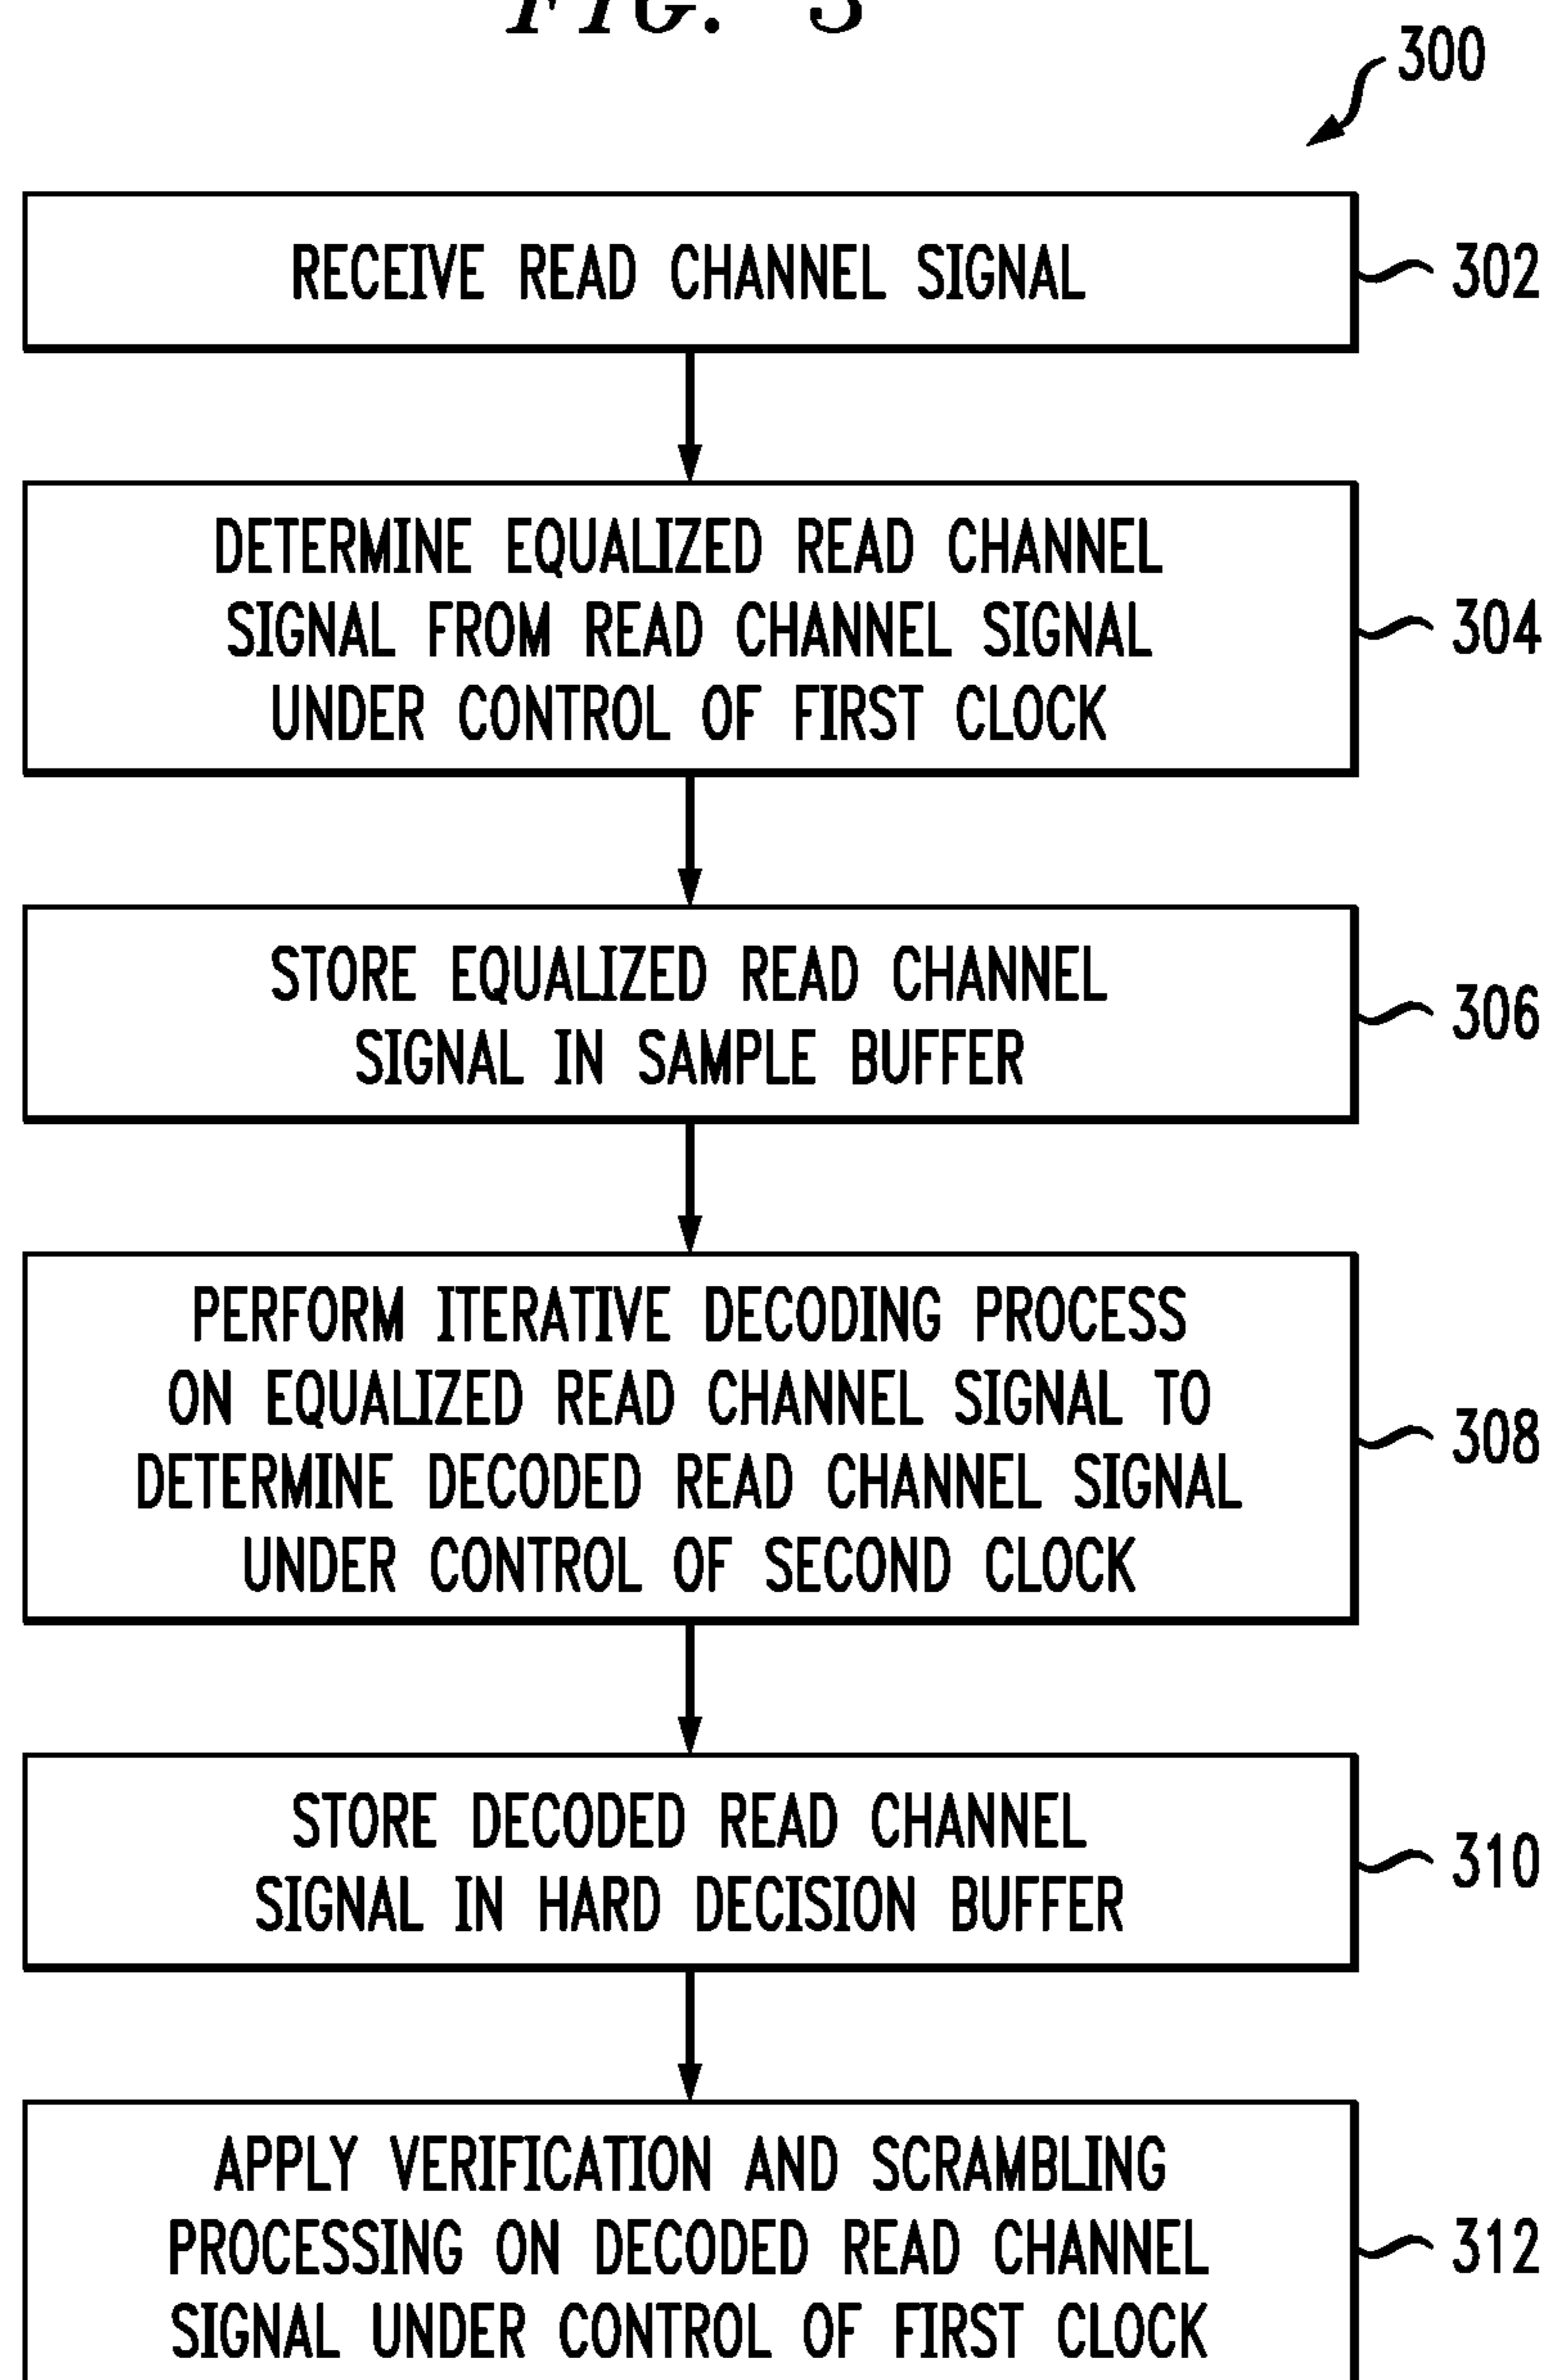 FIG. 3
300
RECEIVE READ CHANNEL SIGNAL
302
DETERMINE EQUALIZED READ CHANNEL
SIGNAL FROM READ CHANNEL SIGNAL
UNDER CONTROL OF FIRST CLOCK
304
STORE EQUALIZED READ CHANNEL
SIGNAL IN SAMPLE BUFFER
306
PERFORM ITERATIVE DECODING PROCESS
ON EQUALIZED READ CHANNEL SIGNAL TO
DETERMINE DECODED READ CHANNEL SIGNAL
UNDER CONTROL OF SECOND CLOCK
308
STORE DECODED READ CHANNEL
SIGNAL IN HARD DECISION BUFFER
310
APPLY VERIFICATION AND SCRAMBLING
PROCESSING ON DECODED READ CHANNEL
SIGNAL UNDER CONTROL OF FIRST CLOCK
312